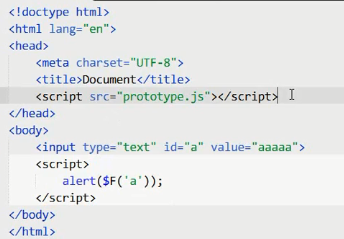 <!doctype html>
<html lang="en">
<head>
<meta charset="UTF-8">
<title>Document</title>
<script src="prototype.js"></script>
</head>
<body>
<input type="text" id="a" value="aaaaa">
<script>
alert($F('a'));
</script>
</body>
</html>